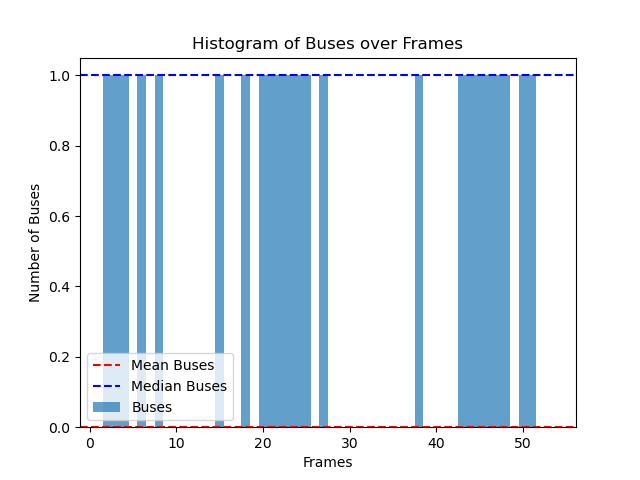 Histogram of Buses over Frames
1.0
0.8
0.6
0.4
0.2
0.0
Number of Buses
Mean Buses
Median Buses
Buses
0 10 20 30 40 50
Frames